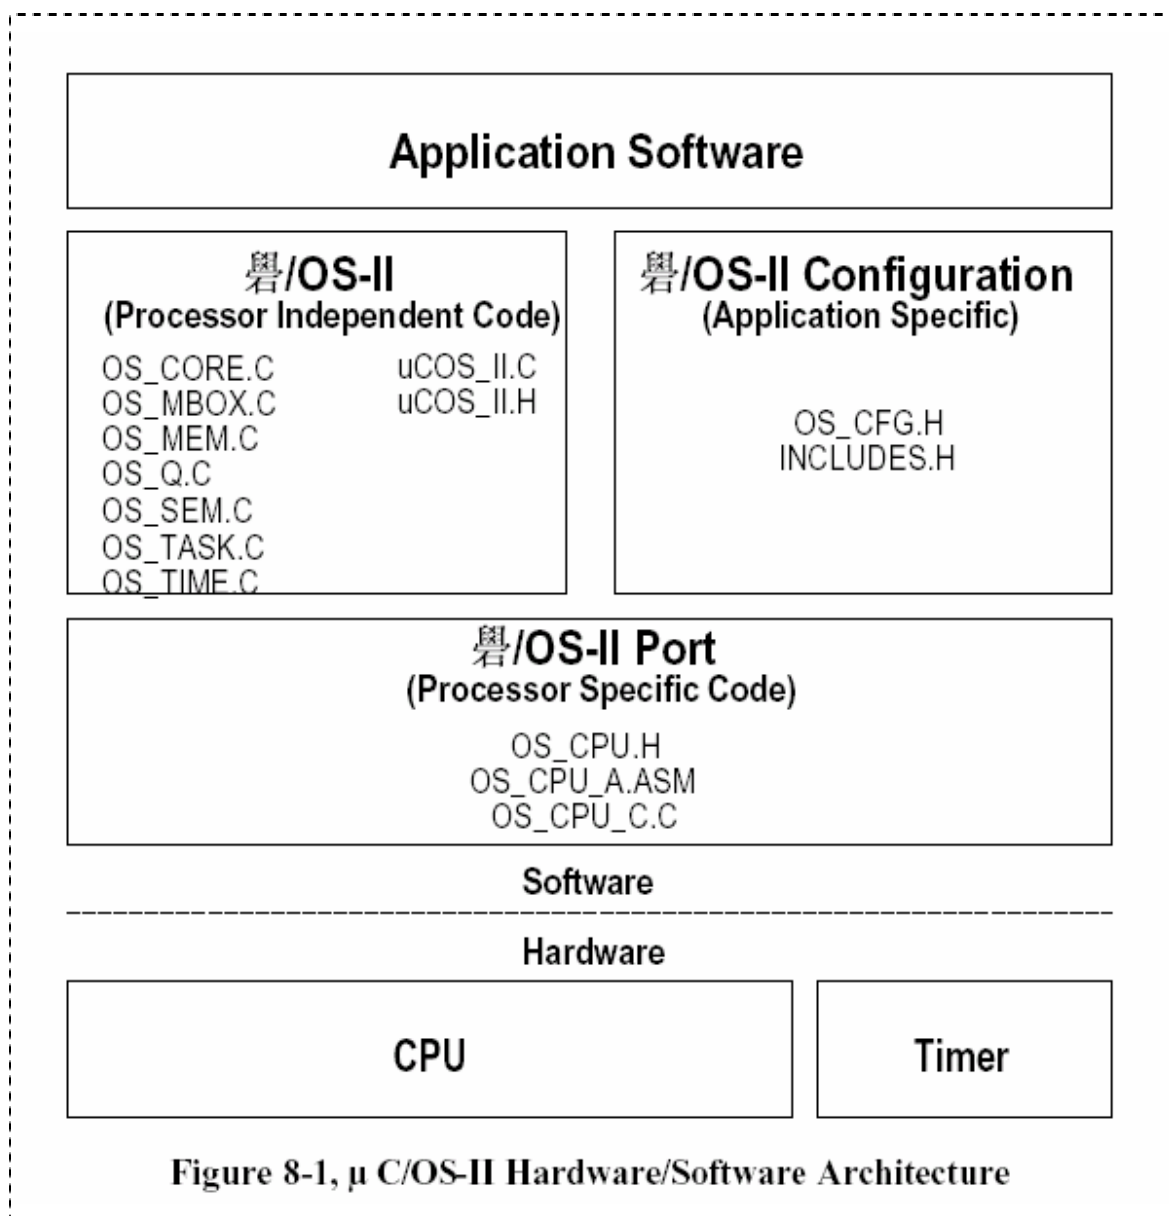 Application Software
礐/OS-II
(Processor Independent Code)
OS_CORE.C
OS_MBOX.C
OS_MEM.C
OS_Q.C
OS_SEM.C
OS_TASK.C
OS_TIME.C
uCOS_II.C
uCOS_II.H
礐/OS-II Configuration
(Application Specific)
OS_CFG.H
INCLUDES.H
礐/OS-II Port
(Processor Specific Code)
OS_CPU.H
OS_CPU_A.ASM
OS_CPU_C.C
Software
Hardware
CPU
Timer
Figure 8-1, μ C/OS-II Hardware/Software Architecture